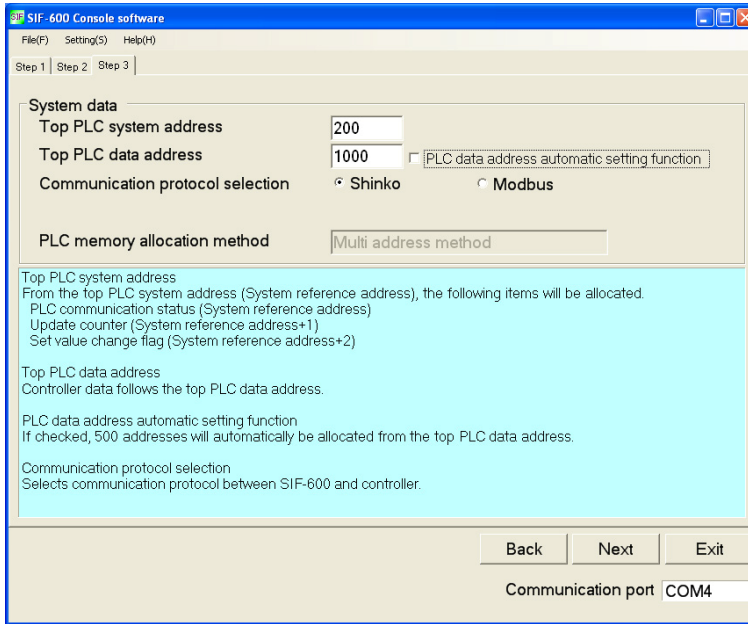 SIF SIF-600 Console software
File(F) Setting(S) Help(H)
Step 1 Step 2 Step 3
System data
Top PLC system address 200
Top PLC data address 1000 PLC data address automatic setting function
Communication protocol selection Shinko Modbus
PLC memory allocation method Multi address method
Top PLC system address
From the top PLC system address (System reference address), the following items will be allocated.
PLC communication status (System reference address)
Update counter (System reference address+1)
Set value change flag (System reference address+2)
Top PLC data address
Controller data follows the top PLC data address.
PLC data address automatic setting function
If checked, 500 addresses will automatically be allocated from the top PLC data address.
Communication protocol selection
Selects communication protocol between SIF-600 and controller.
Back Next Exit
Communication port COM4